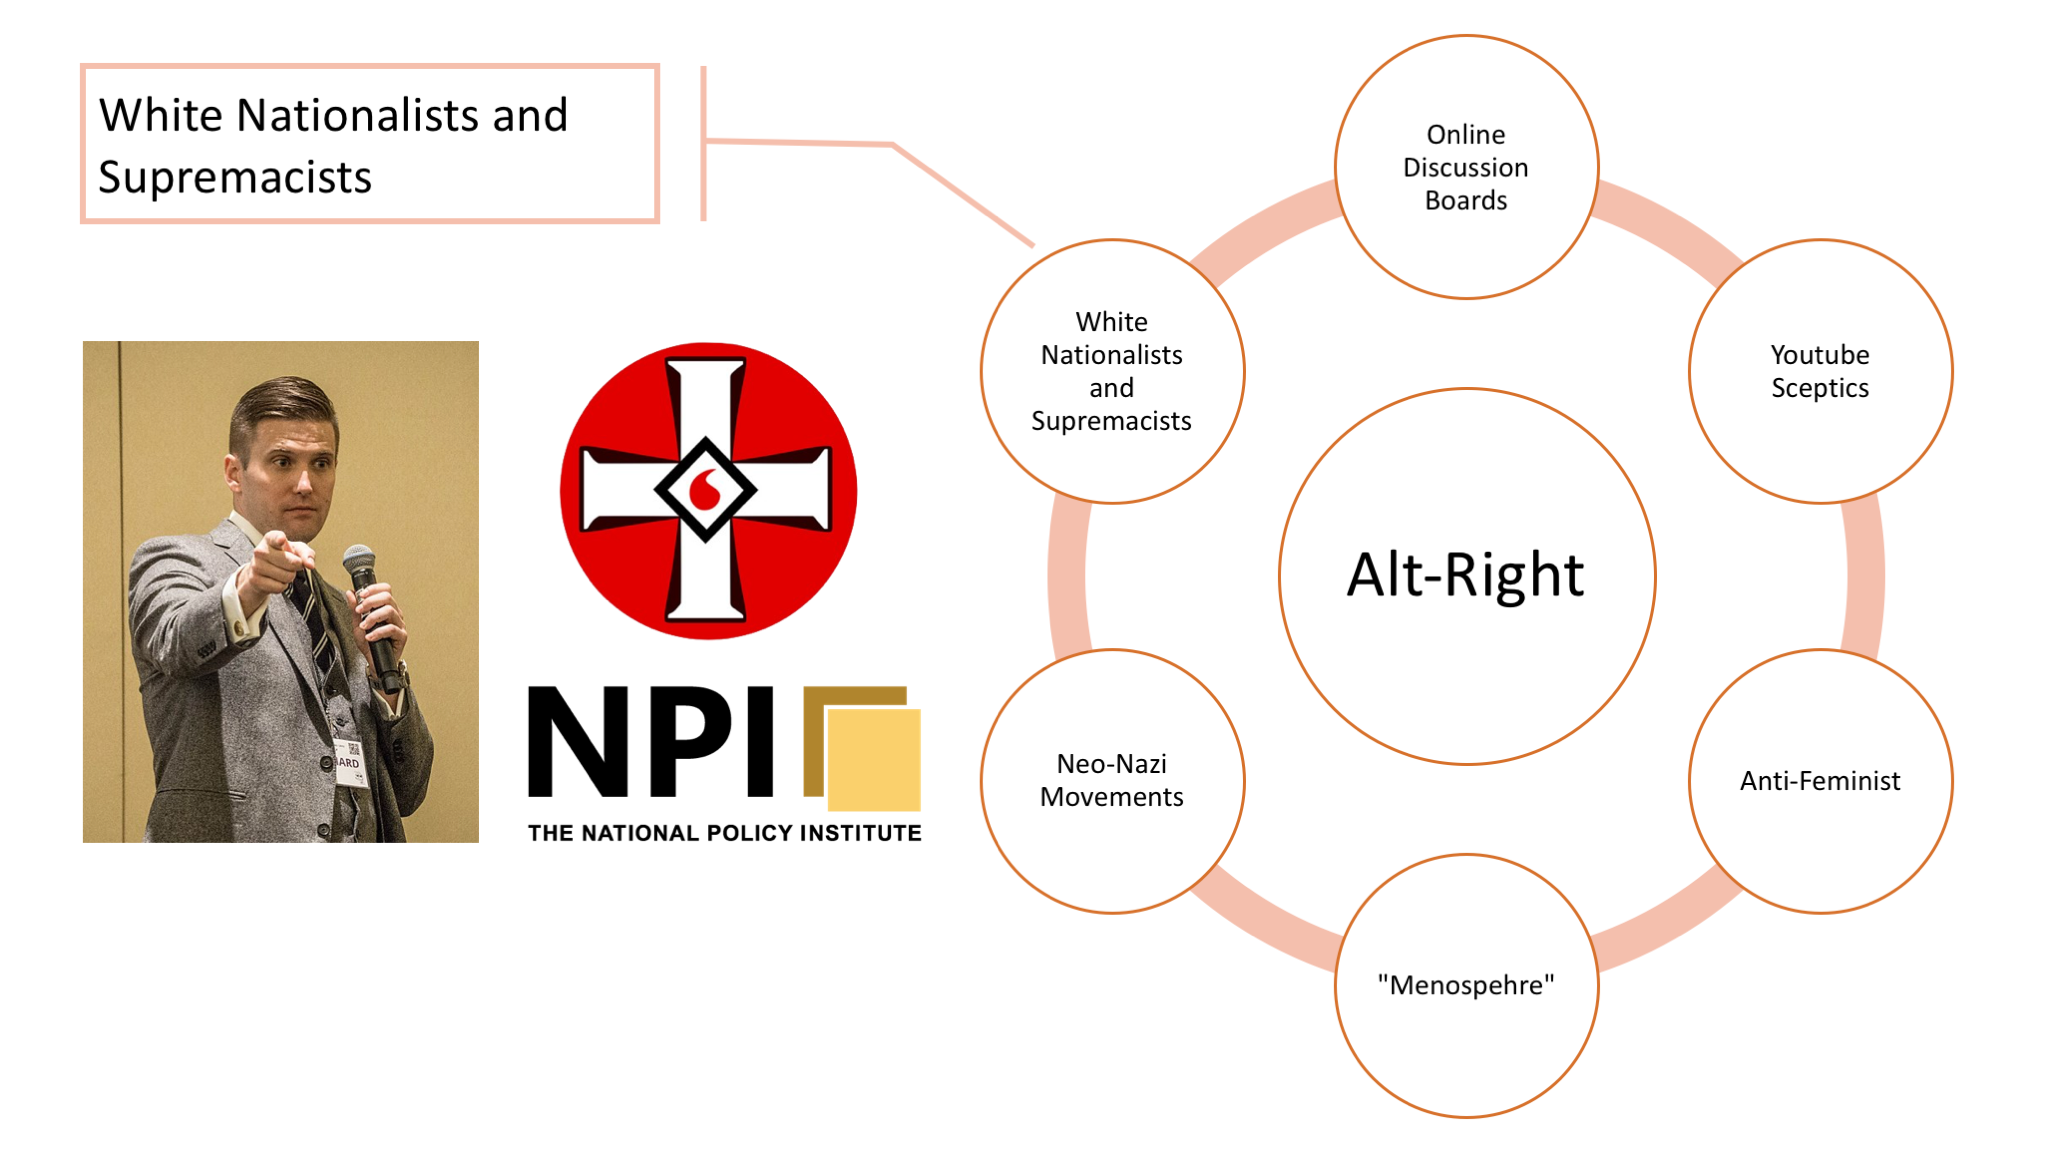 White Nationalists and
Supremacists
IARD
NPI
THE NATIONAL POLICY INSTITUTE
Online
Discussion
Boards
White
Nationalists
and
Supremacists
Youtube
Sceptics
Alt-Right
Neo-Nazi
Movements
Anti-Feminist
"Menospehre"